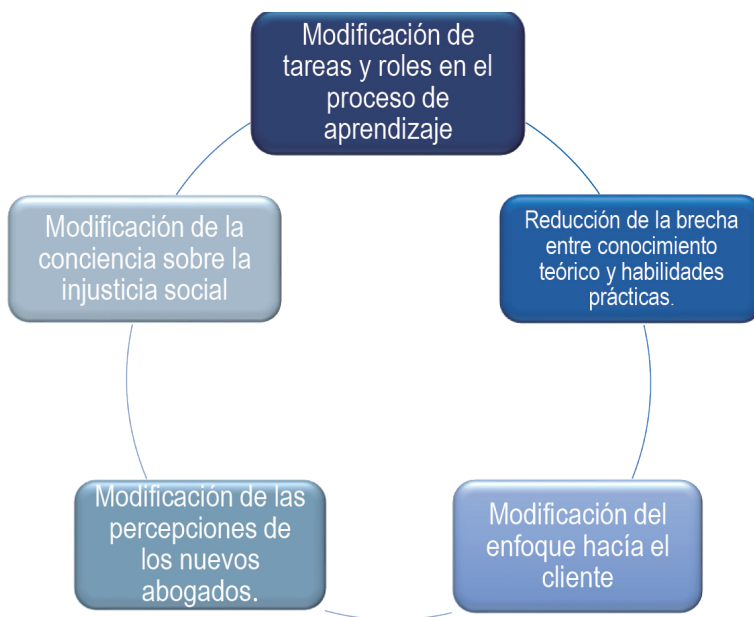 Modificación de
tareas y roles en el
proceso de
aprendizaje
Reducción de la brecha
entre conocimiento
teórico y habilidades
prácticas.
Modificación del
enfoque hacía el
cliente
Modificación de las
percepciones de
los nuevos
abogados.
Modificación de la
conciencia sobre la
injusticia social